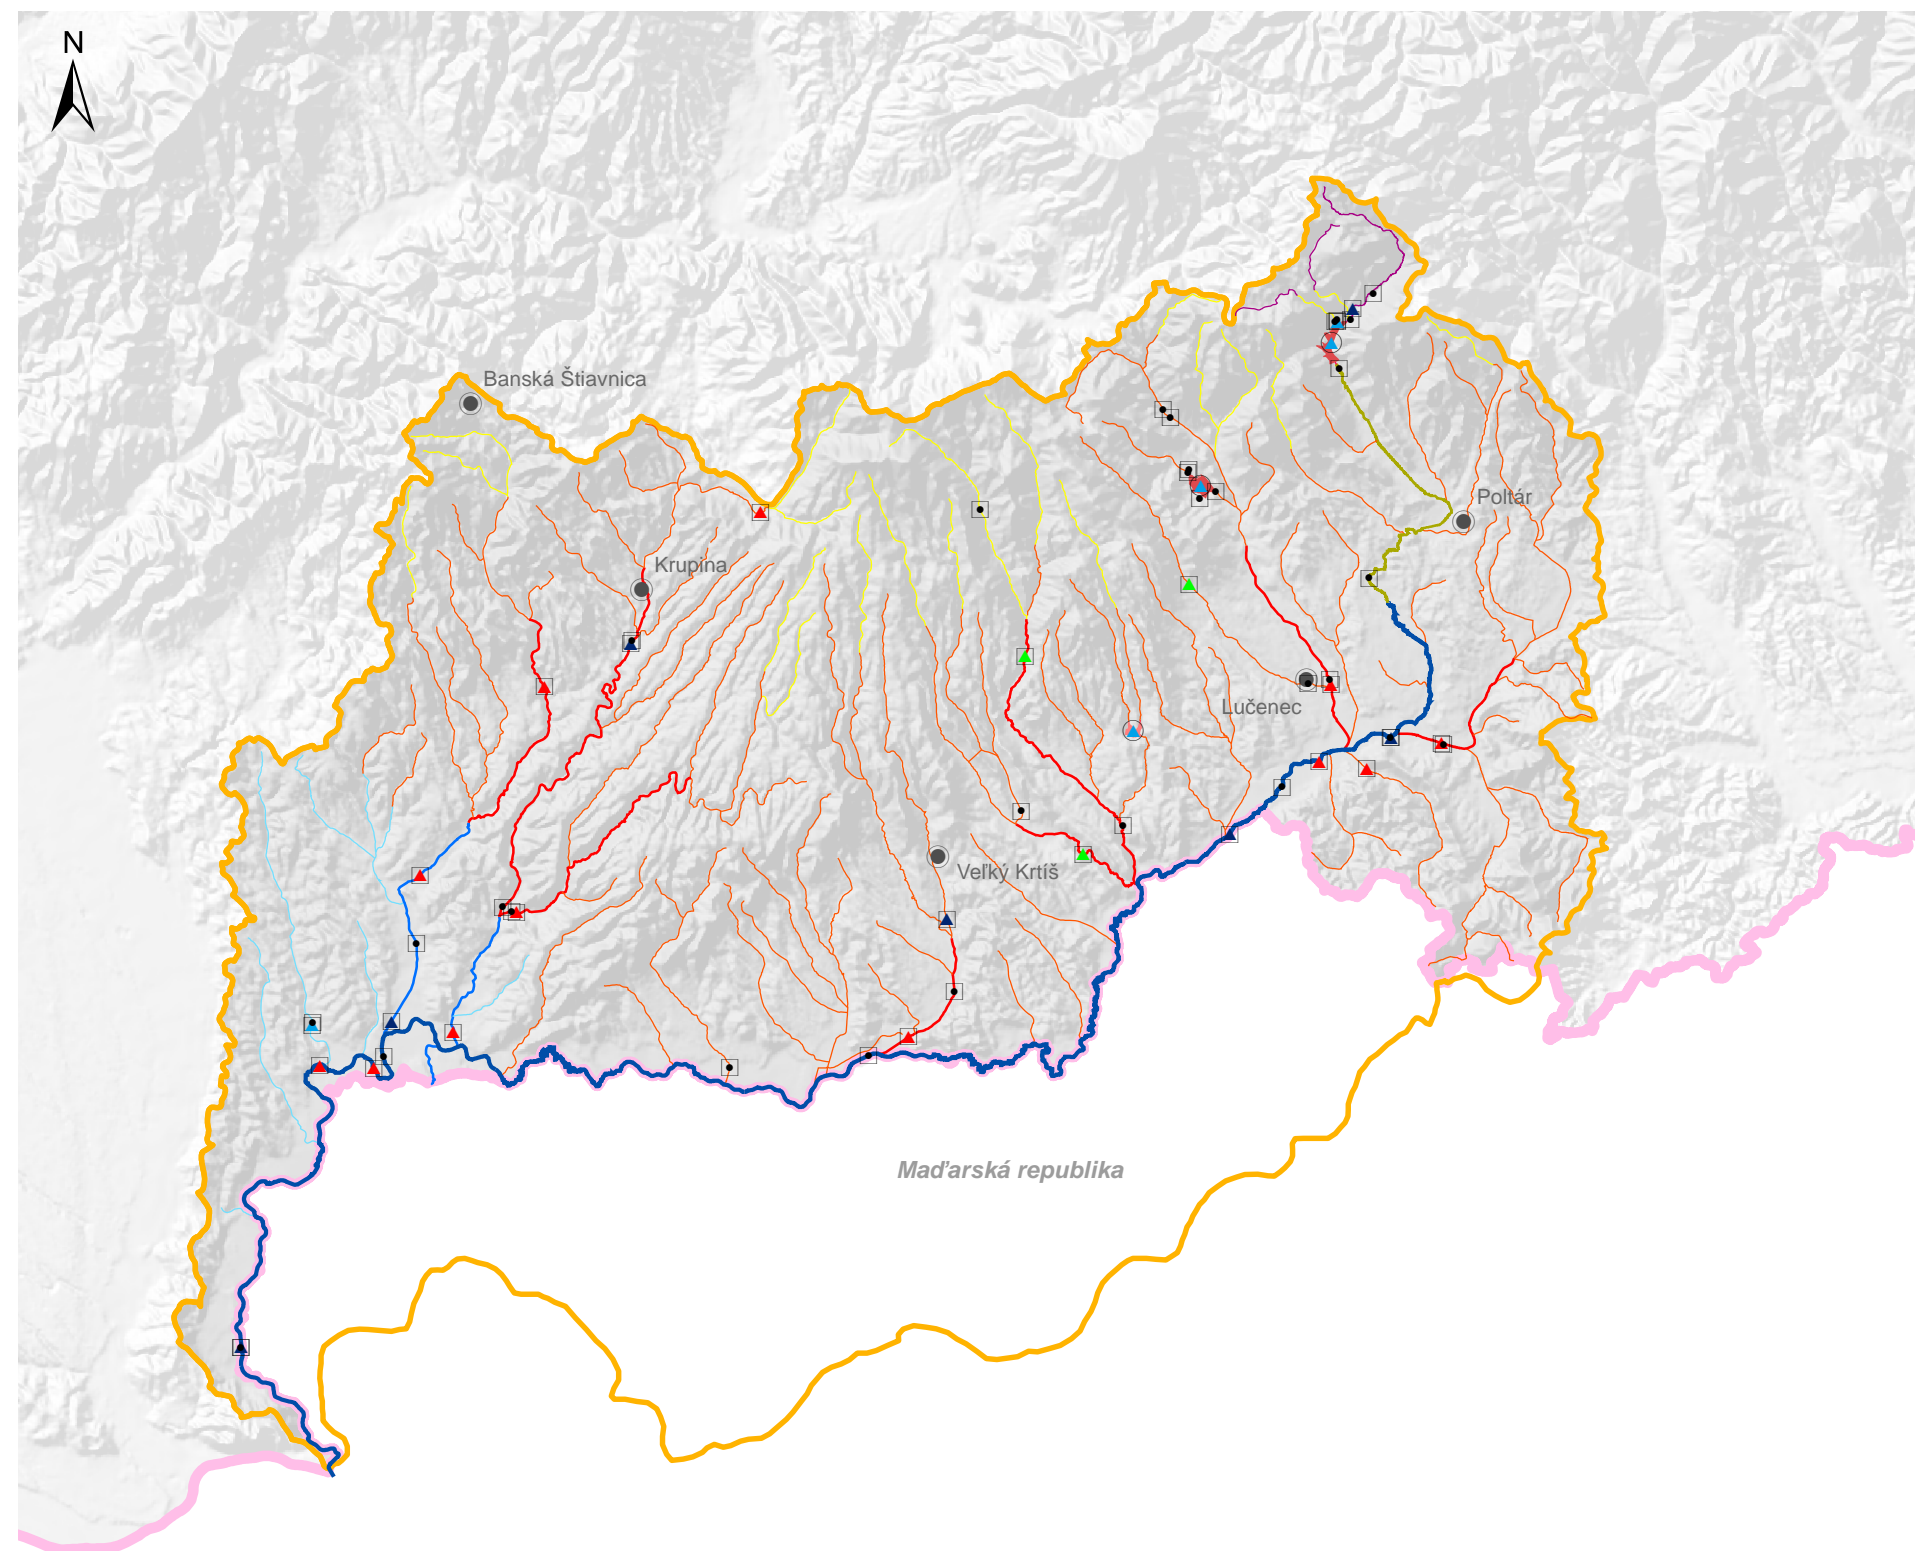 N
Banská Štiavnica
Poltár
Krupina
Lučenec
Veľký Krtíš
Maďarská republika